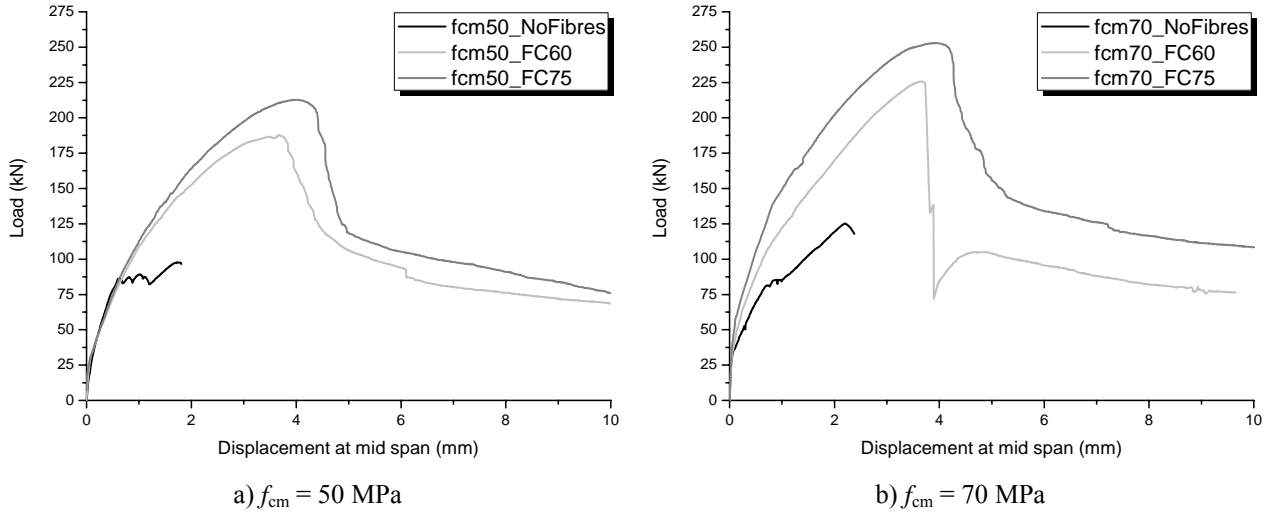 275
250
225
200
175
150
125
100
75
50
25
0
Load (kN)
0 2 4 6 8 10
Displacement at mid span (mm)
fcm50_NoFibres
fcm50_FC60
fcm50_FC75
a) fcm = 50 MPa
275
250
225
200
175
150
125
100
75
50
25
0
Load (kN)
0 2 4 6 8 10
Displacement at mid span (mm)
fcm70_NoFibres
fcm70_FC60
fcm70_FC75
b) fcm = 70 MPa